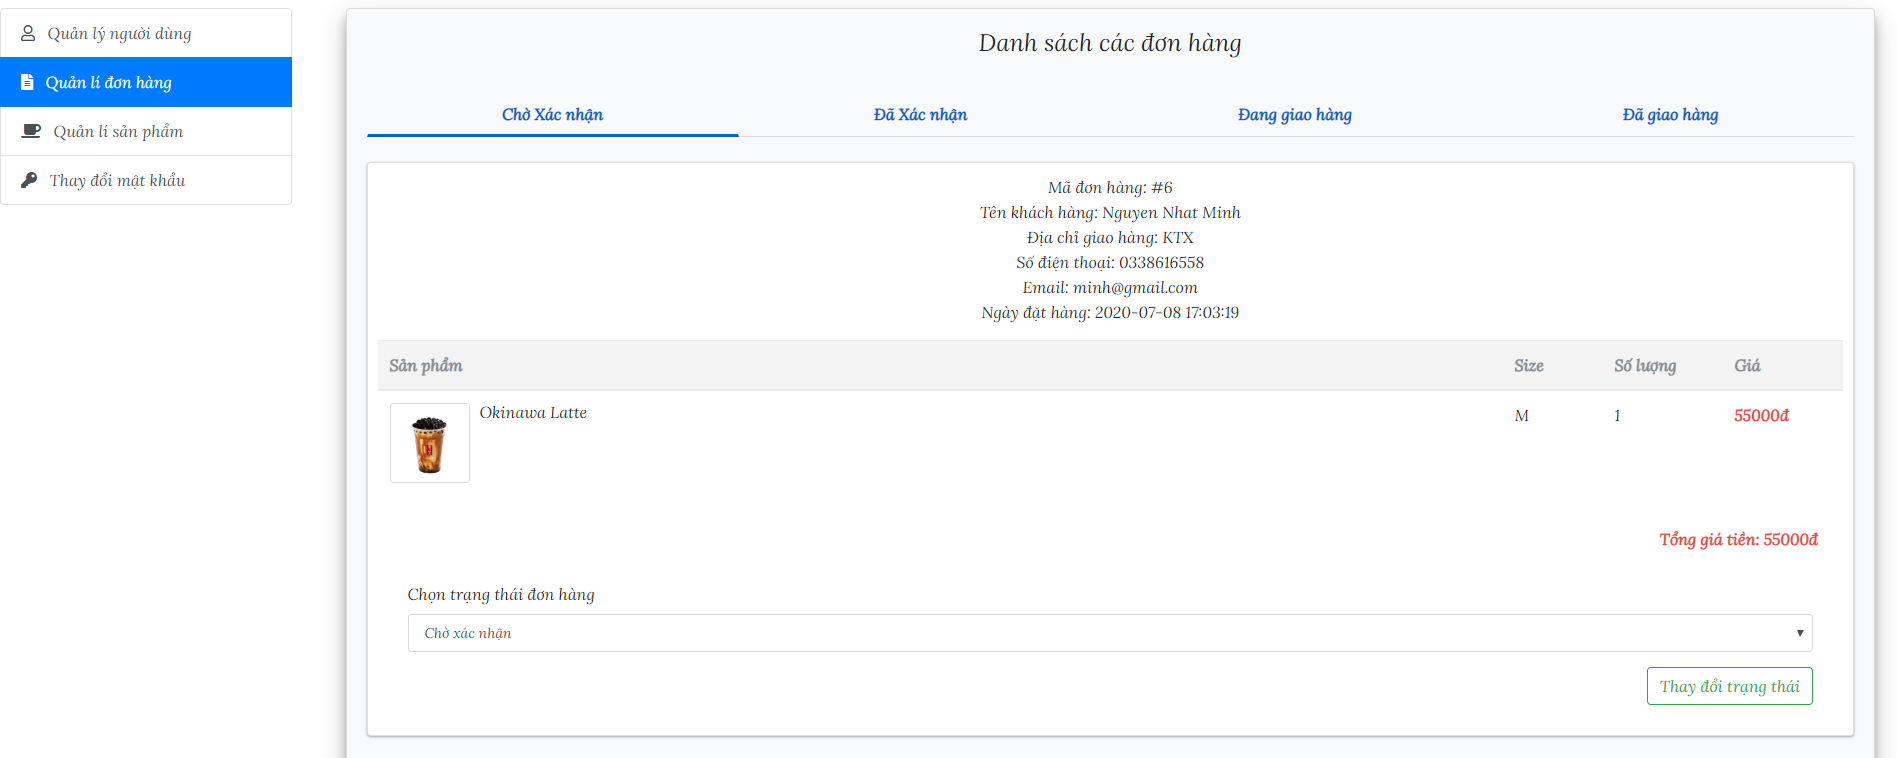 Quản lý người dùng
Quản lí đơn hàng
Quản lí sản phẩm
Thay đổi mật khẩu
Danh sách các đơn hàng
Chờ Xác nhận Đã Xác nhận Đang giao hàng Đã giao hàng
Mã đơn hàng: #6
Tên khách hàng: Nguyen Nhat Minh
Địa chỉ giao hàng: KTX
Số điện thoại: 0338616558
Email: minh@gmail.com
Ngày đặt hàng: 2020-07-08 17:03:19
Sản phẩm Size Số lượng Giá
Okinawa Latte M 1 55000đ
Tổng giá tiền: 55000đ
Chọn trạng thái đơn hàng
Chờ xác nhận
Thay đổi trạng thái